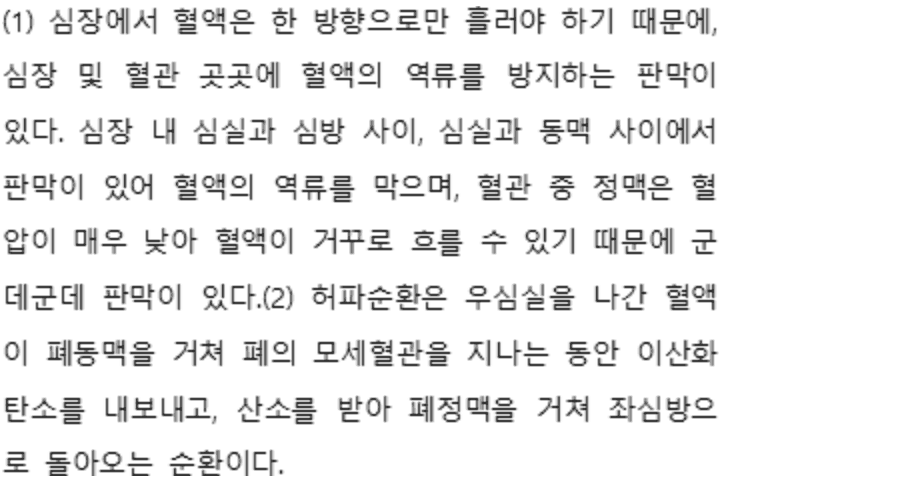 (1) 심장에서 혈액은 한 방향으로만 흘러야 하기 때문에,
심장 및 혈관 곳곳에 혈액의 역류를 방지하는 판막이
있다. 심장 내 심실과 심방 사이, 심실과 동맥 사이에서
판막이 있어 혈액의 역류를 막으며, 혈관 중 정맥은 혈
압이 매우 낮아 혈액이 거꾸로 흐를 수 있기 때문에 군
데군데 판막이 있다.(2) 허파순환은 우심실을 나간 혈액
이 폐동맥을 거쳐 폐의 모세혈관을 지나는 동안 이산화
탄소를 내보내고, 산소를 받아 폐정맥을 거쳐 좌심방으
로 돌아오는 순환이다.